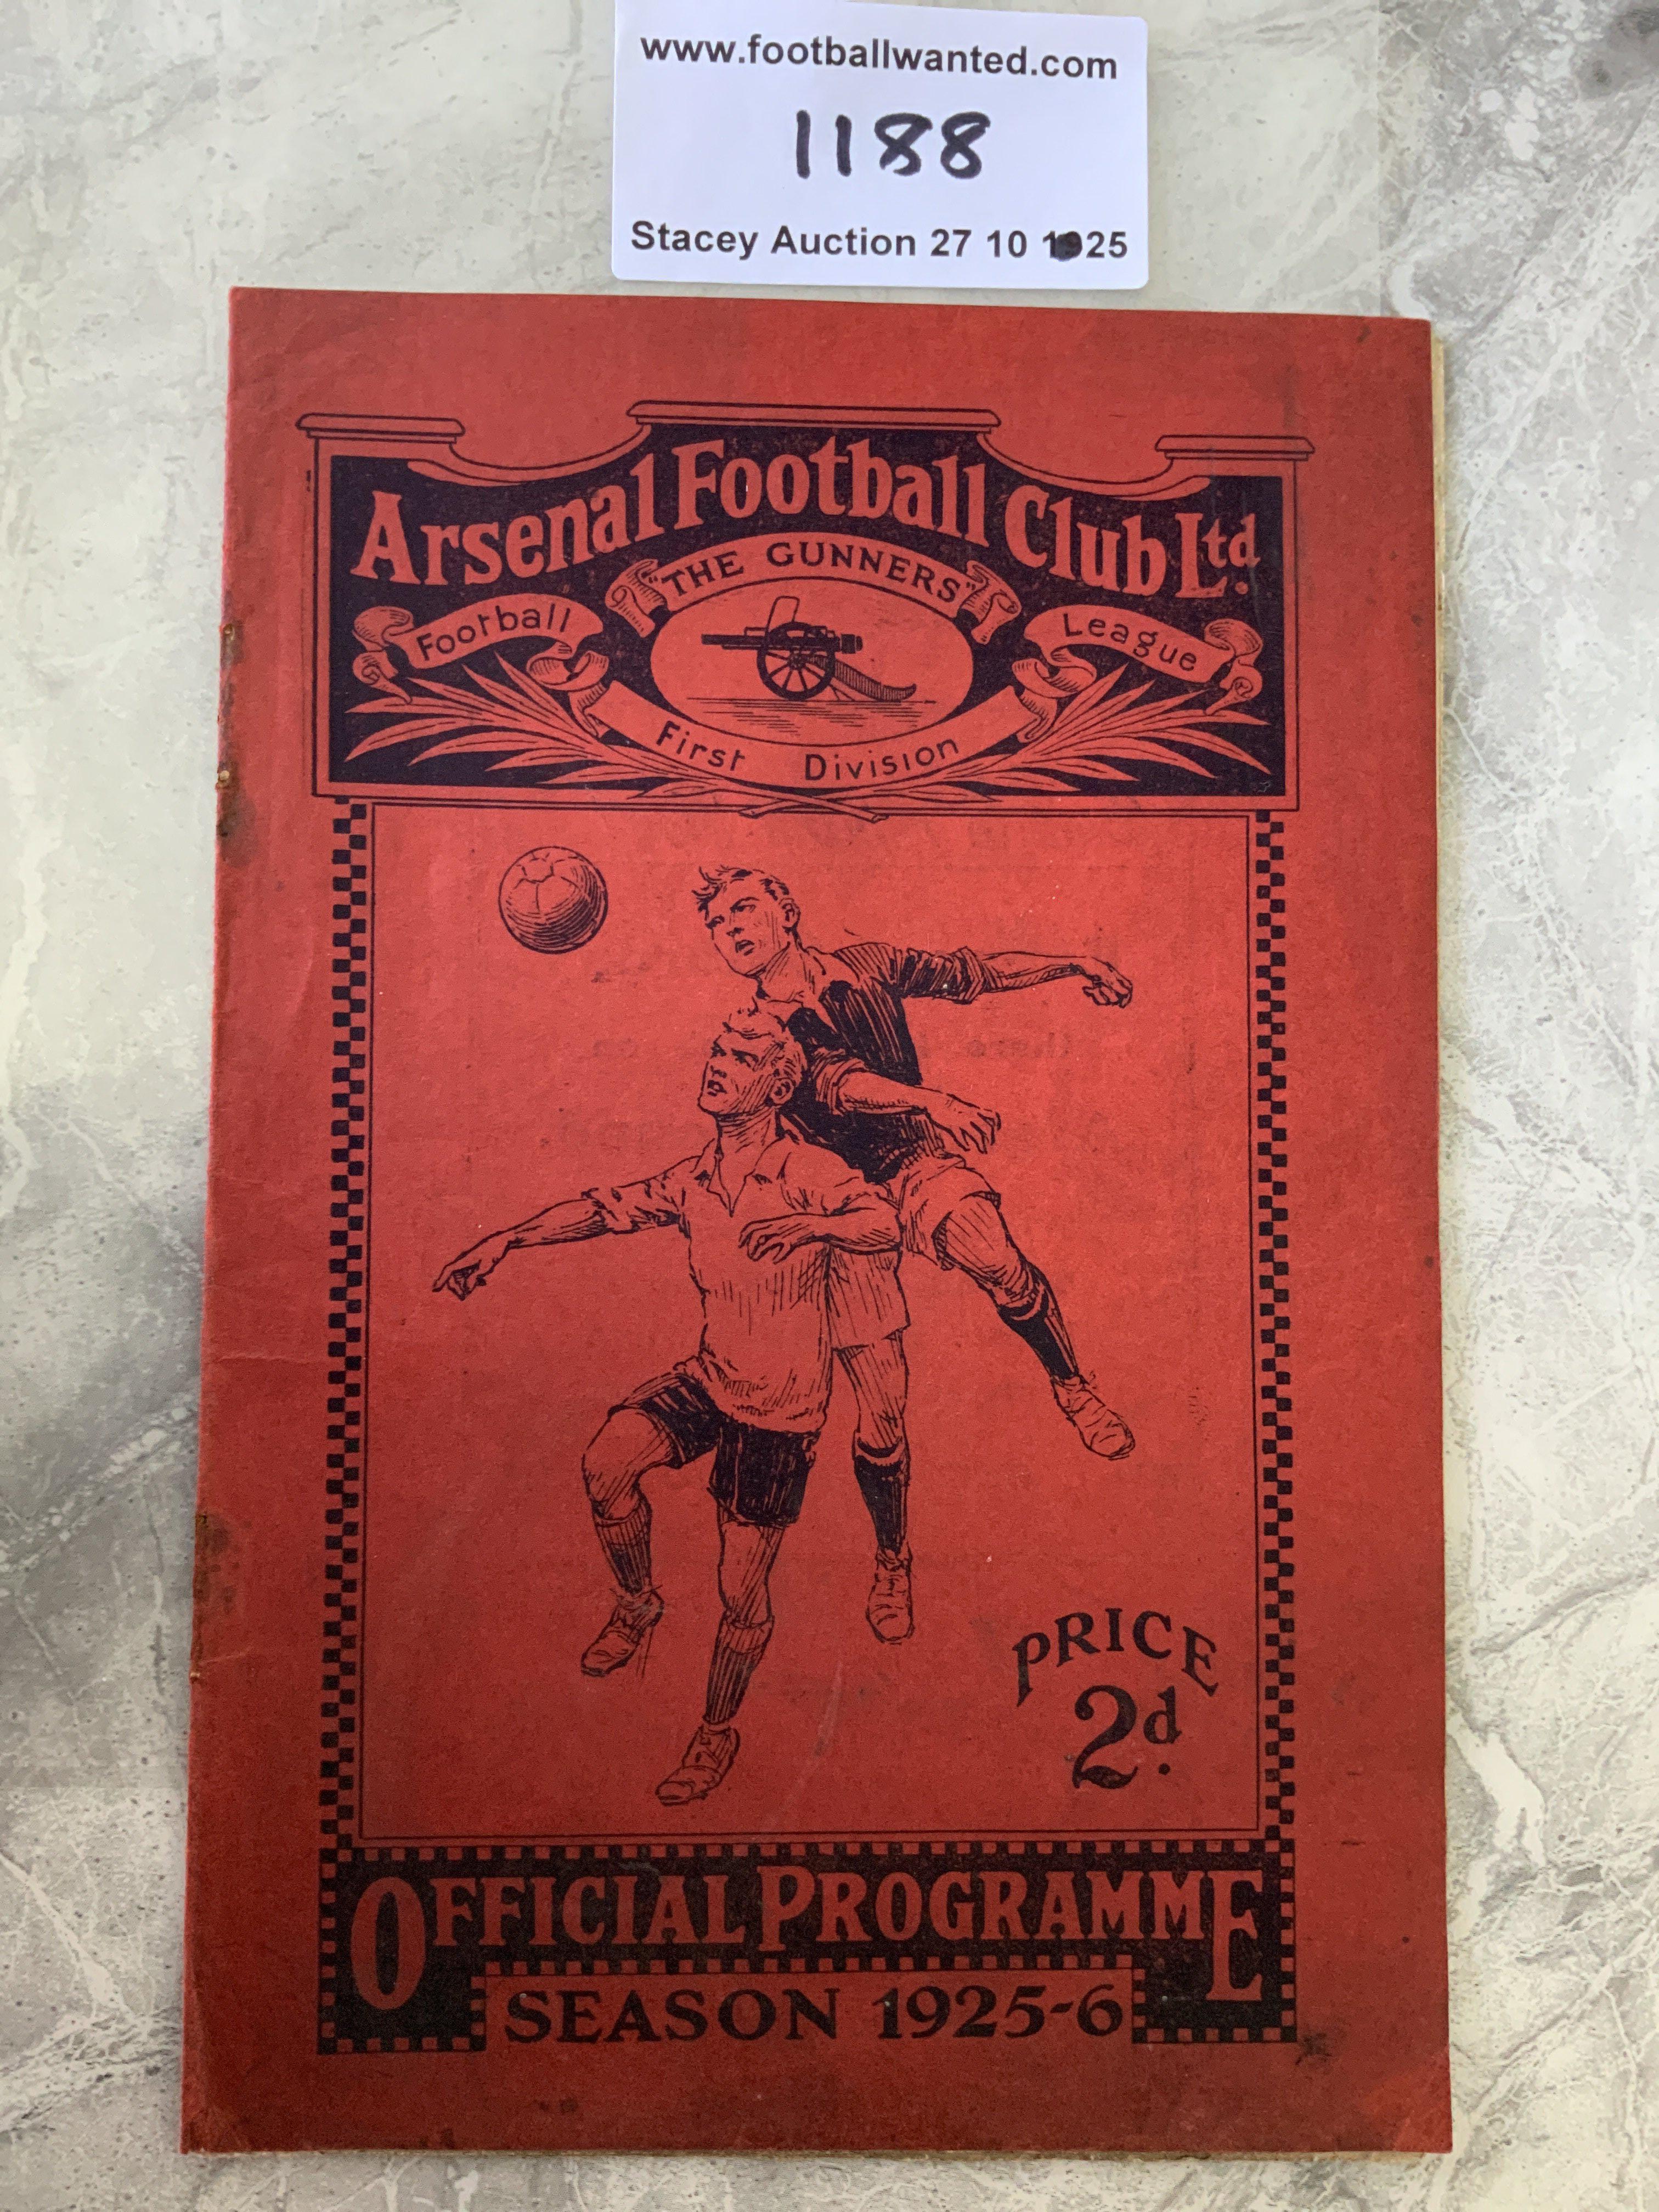 www.footballwanted.com
1188
Stacey Auction 27 10 1925
Arsenal Football Club Ltd.
"THE GUNNERS"
Football League
First Division
PRICE
2d.
OFFICIAL PROGRAMME
SEASON 1925-6